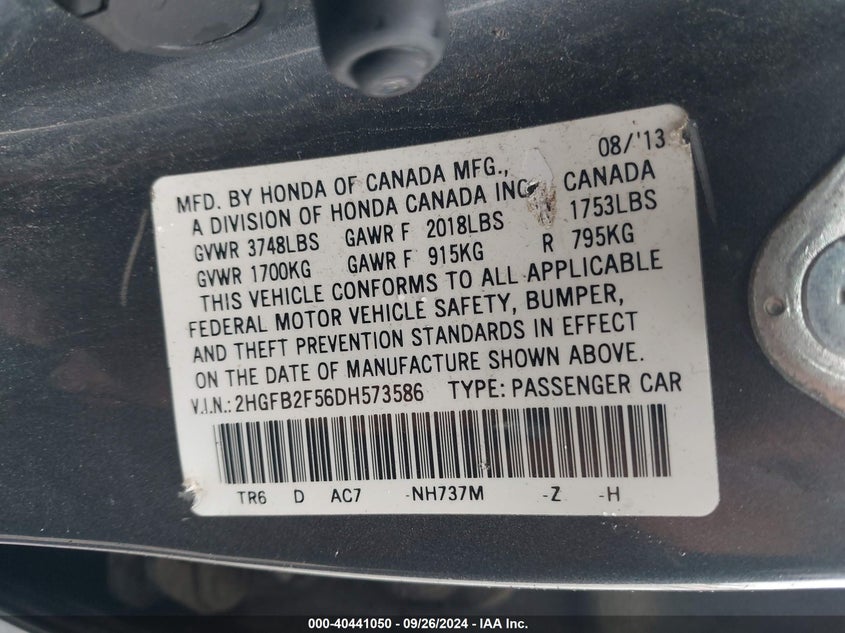 08/'13
MFD. BY HONDA OF CANADA MFG.,
A DIVISION OF HONDA CANADA INC. CANADA
GVWR 3748LBS GAWR F 2018LBS 1753LBS
GVWR 1700KG GAWR F 915KG R 795KG
THIS VEHICLE CONFORMS TO ALL APPLICABLE
FEDERAL MOTOR VEHICLE SAFETY, BUMPER,
AND THEFT PREVENTION STANDARDS IN EFFECT
ON THE DATE OF MANUFACTURE SHOWN ABOVE.
V.I.N.: 2HGFB2F56DH573586 TYPE: PASSENGER CAR
TR6 D AC7 -NH737M -Z -H
000-40441050 - 09/26/2024 - IAA Inc.